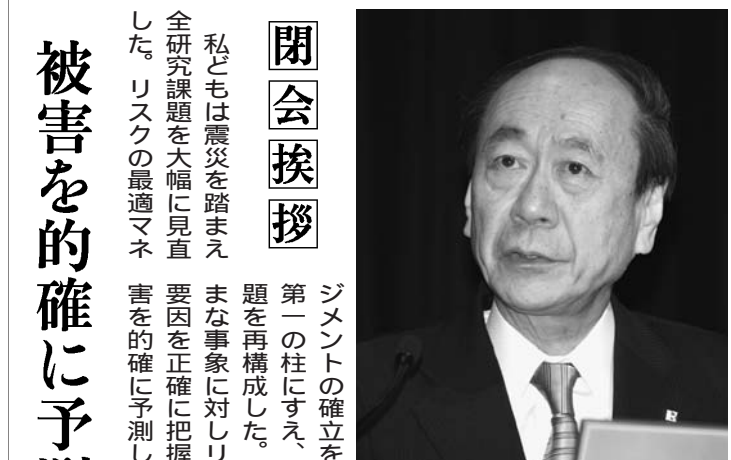 閉会挨拶
被害を的確に予
私どもは震災を踏まえ
全研究課題を大幅に見直
した。リスクの最適マネ
ジメントの確立を
第一の柱にすえ、
題を再構成した。
まな事象に対しリ
要因を正確に把握
害を的確に予測し